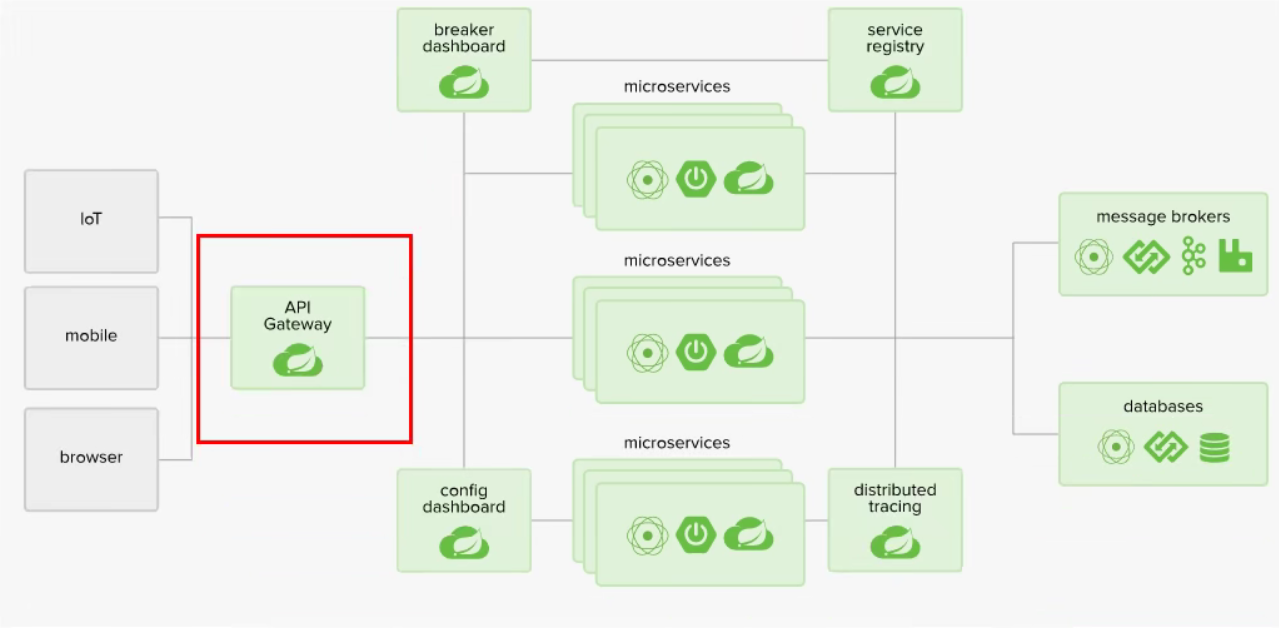 breaker
dashboard
service
registry
microservices
IoT
mobile
browser
API
Gateway
microservices
message brokers
databases
microservices
config
dashboard
distributed
tracing